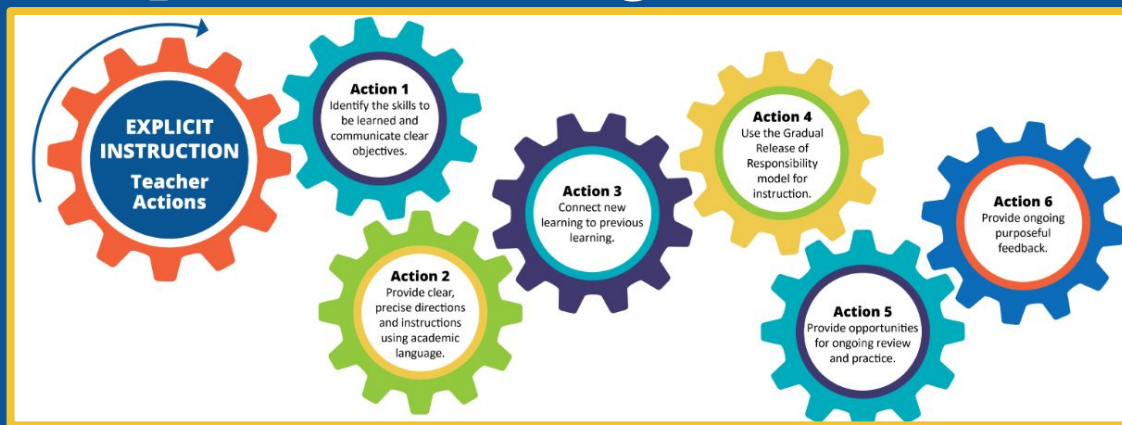 EXPLICIT
INSTRUCTION
Teacher
Actions
Action 1
Identify the skills to
be learned and
communicate clear
objectives.
Action 2
Provide clear,
precise directions
and instructions
using academic
language.
Action 3
Connect new
learning to previous
learning.
Action 4
Use the Gradual
Release of
Responsibility
model for
instruction.
Action 5
Provide opportunities
for ongoing review
and practice.
Action 6
Provide ongoing
purposeful
feedback.